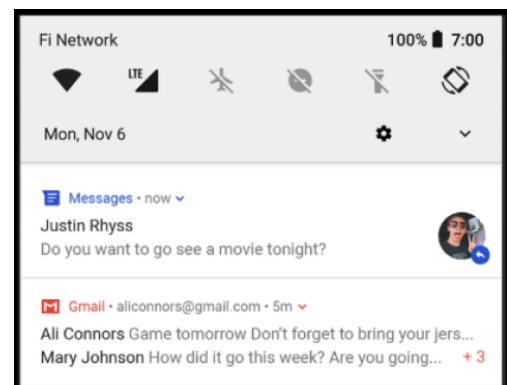 Fi Network 100% 7:00
LTE
Mon, Nov 6
Messages • now
Justin Rhyss
Do you want to go see a movie tonight?
Gmail • aliconnors@gmail.com • 5m
Ali Connors Game tomorrow Don't forget to bring your jers...
Mary Johnson How did it go this week? Are you going... + 3